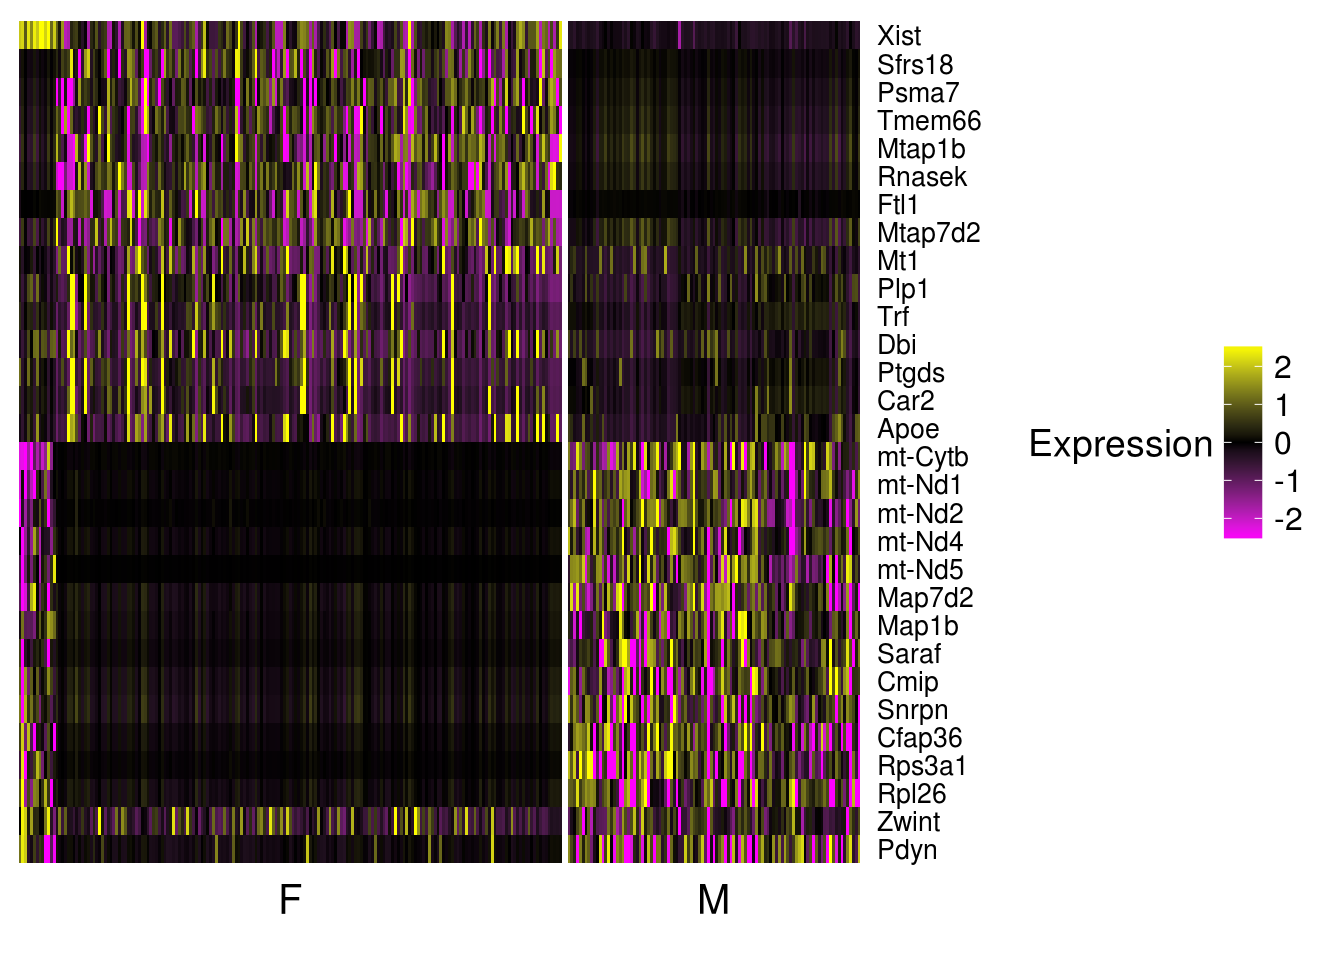 Xist
Sfrs18
Psma7
Tmem66
Mtap1b
Rnasek
Ftl1
Mtap7d2
Mt1
Plp1
Trf
Dbi
Ptgds
Car2
Apoe
mt-Cytb
mt-Nd1
mt-Nd2
mt-Nd4
mt-Nd5
Map7d2
Map1b
Saraf
Cmip
Snrpn
Cfap36
Rps3a1
Rpl26
Zwint
Pdyn
F
M
Expression
2
1
0
-1
-2